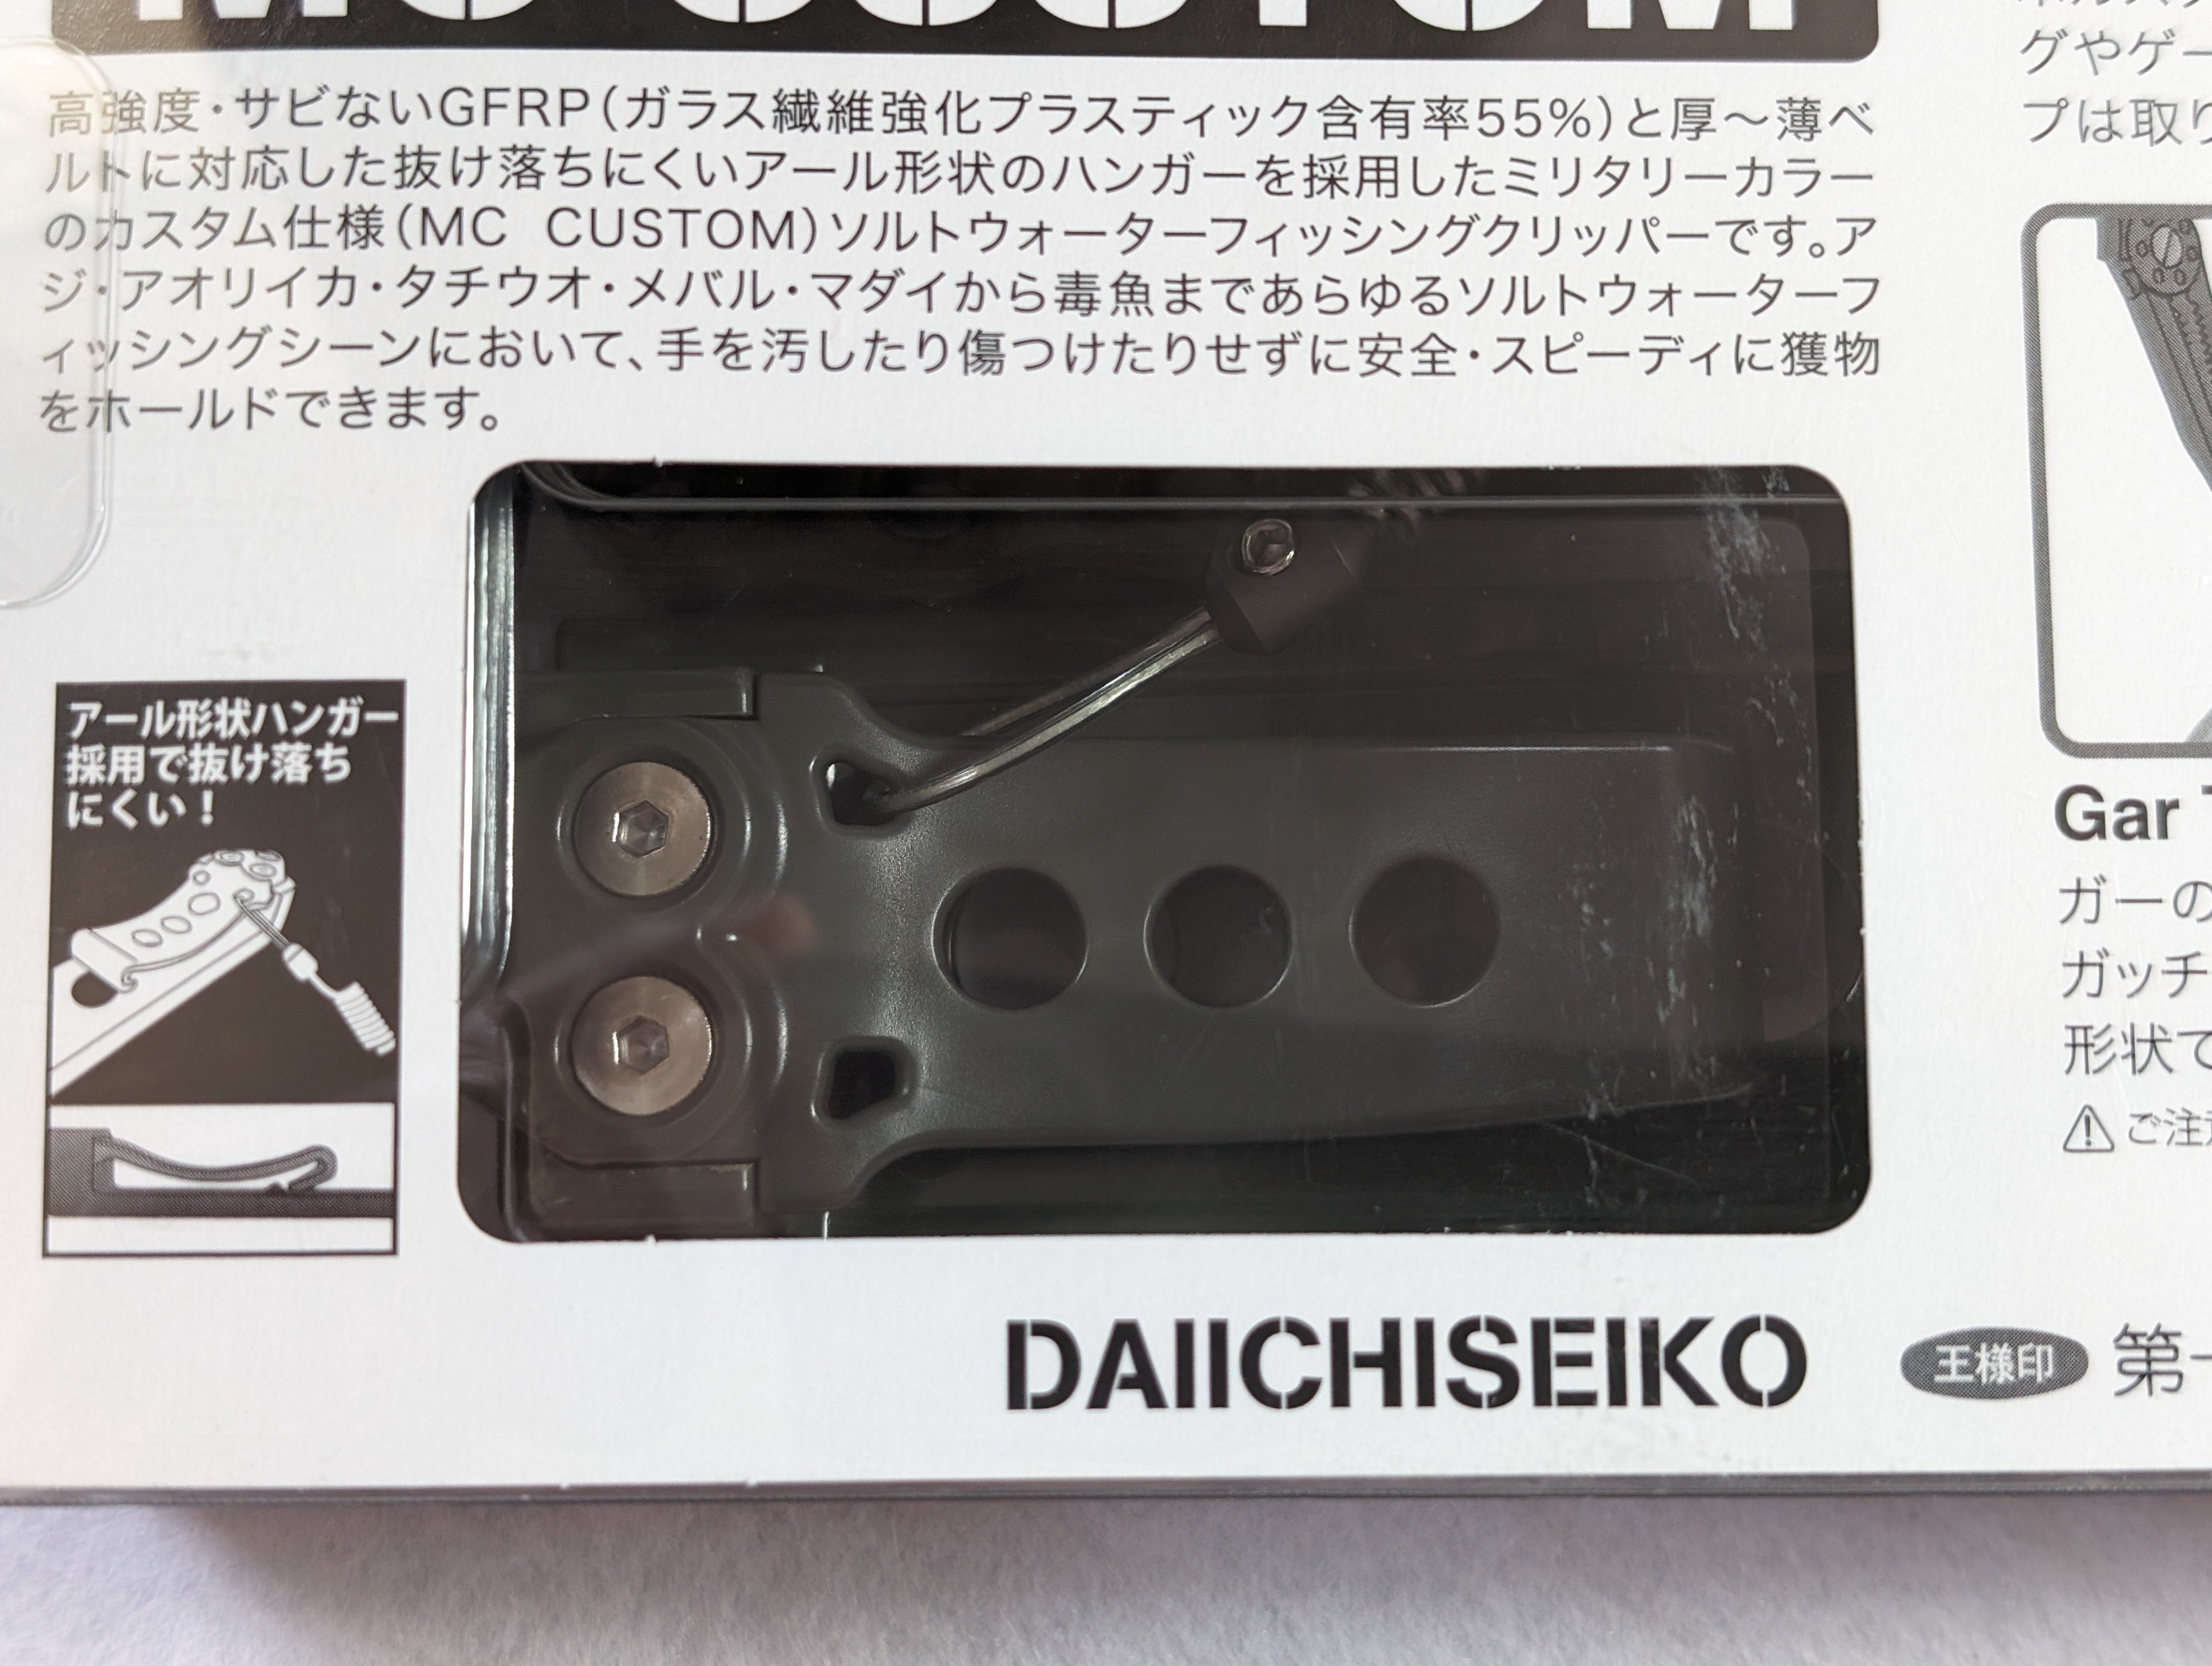 MC CUSTOM
高強度・サビないGFRP(ガラス繊維強化プラスティック含有率55%)と厚〜薄ベ
ルトに対応した抜け落ちにくいアール形状のハンガーを採用したミリタリーカラー
のカスタム仕様(MC CUSTOM)ソルトウォーターフィッシングクリッパーです。ア
ジ・アオリイカ・タチウオ・メバル・マダイから毒魚まであらゆるソルトウォーターフ
ィッシングシーンにおいて、手を汚したり傷つけたりせずに安全・スピーディに獲物
をホールドできます。
アール形状ハンガー
採用で抜け落ち
にくい!
DAIICHISEIKO
王様印 第一
グやゲー
プは取り
Gar
ガーの
ガッチ
形状で
ご注意